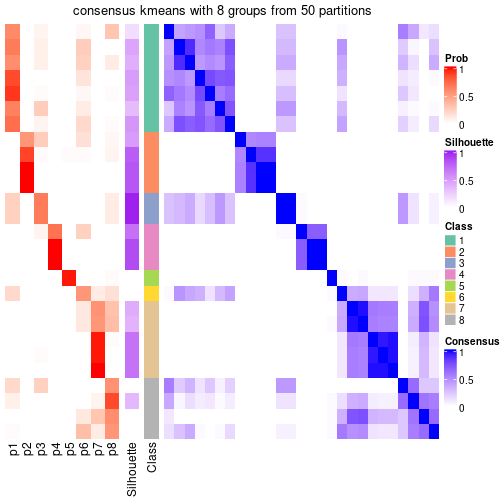 consensus kmeans with 8 groups from 50 partitions
Prob
1
0.5
0
Silhouette
1
0.5
0
Class
1
2
3
4
5
6
7
8
Consensus
1
0.5
0
p1
p2
p3
p4
p5
p6
p7
p8
Silhouette
Class